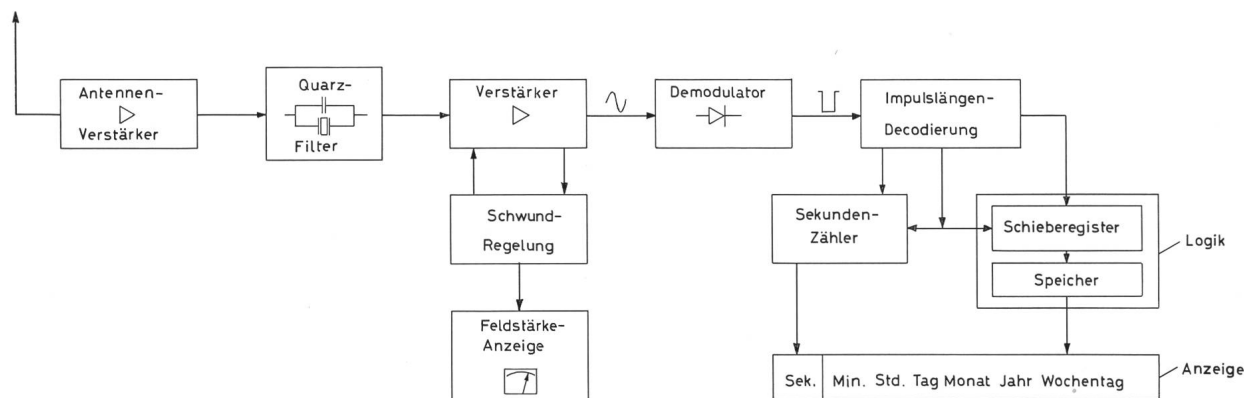 Antennen-
Verstärker
Quarz-
Filter
Verstärker
Demodulator
Impulslängen-
Decodierung
Schwund-
Regelung
Sekunden-
Zähler
Schieberegister
Speicher
Logik
Feldstärke-
Anzeige
Sek. Min. Std. Tag Monat Jahr Wochentag
Anzeige